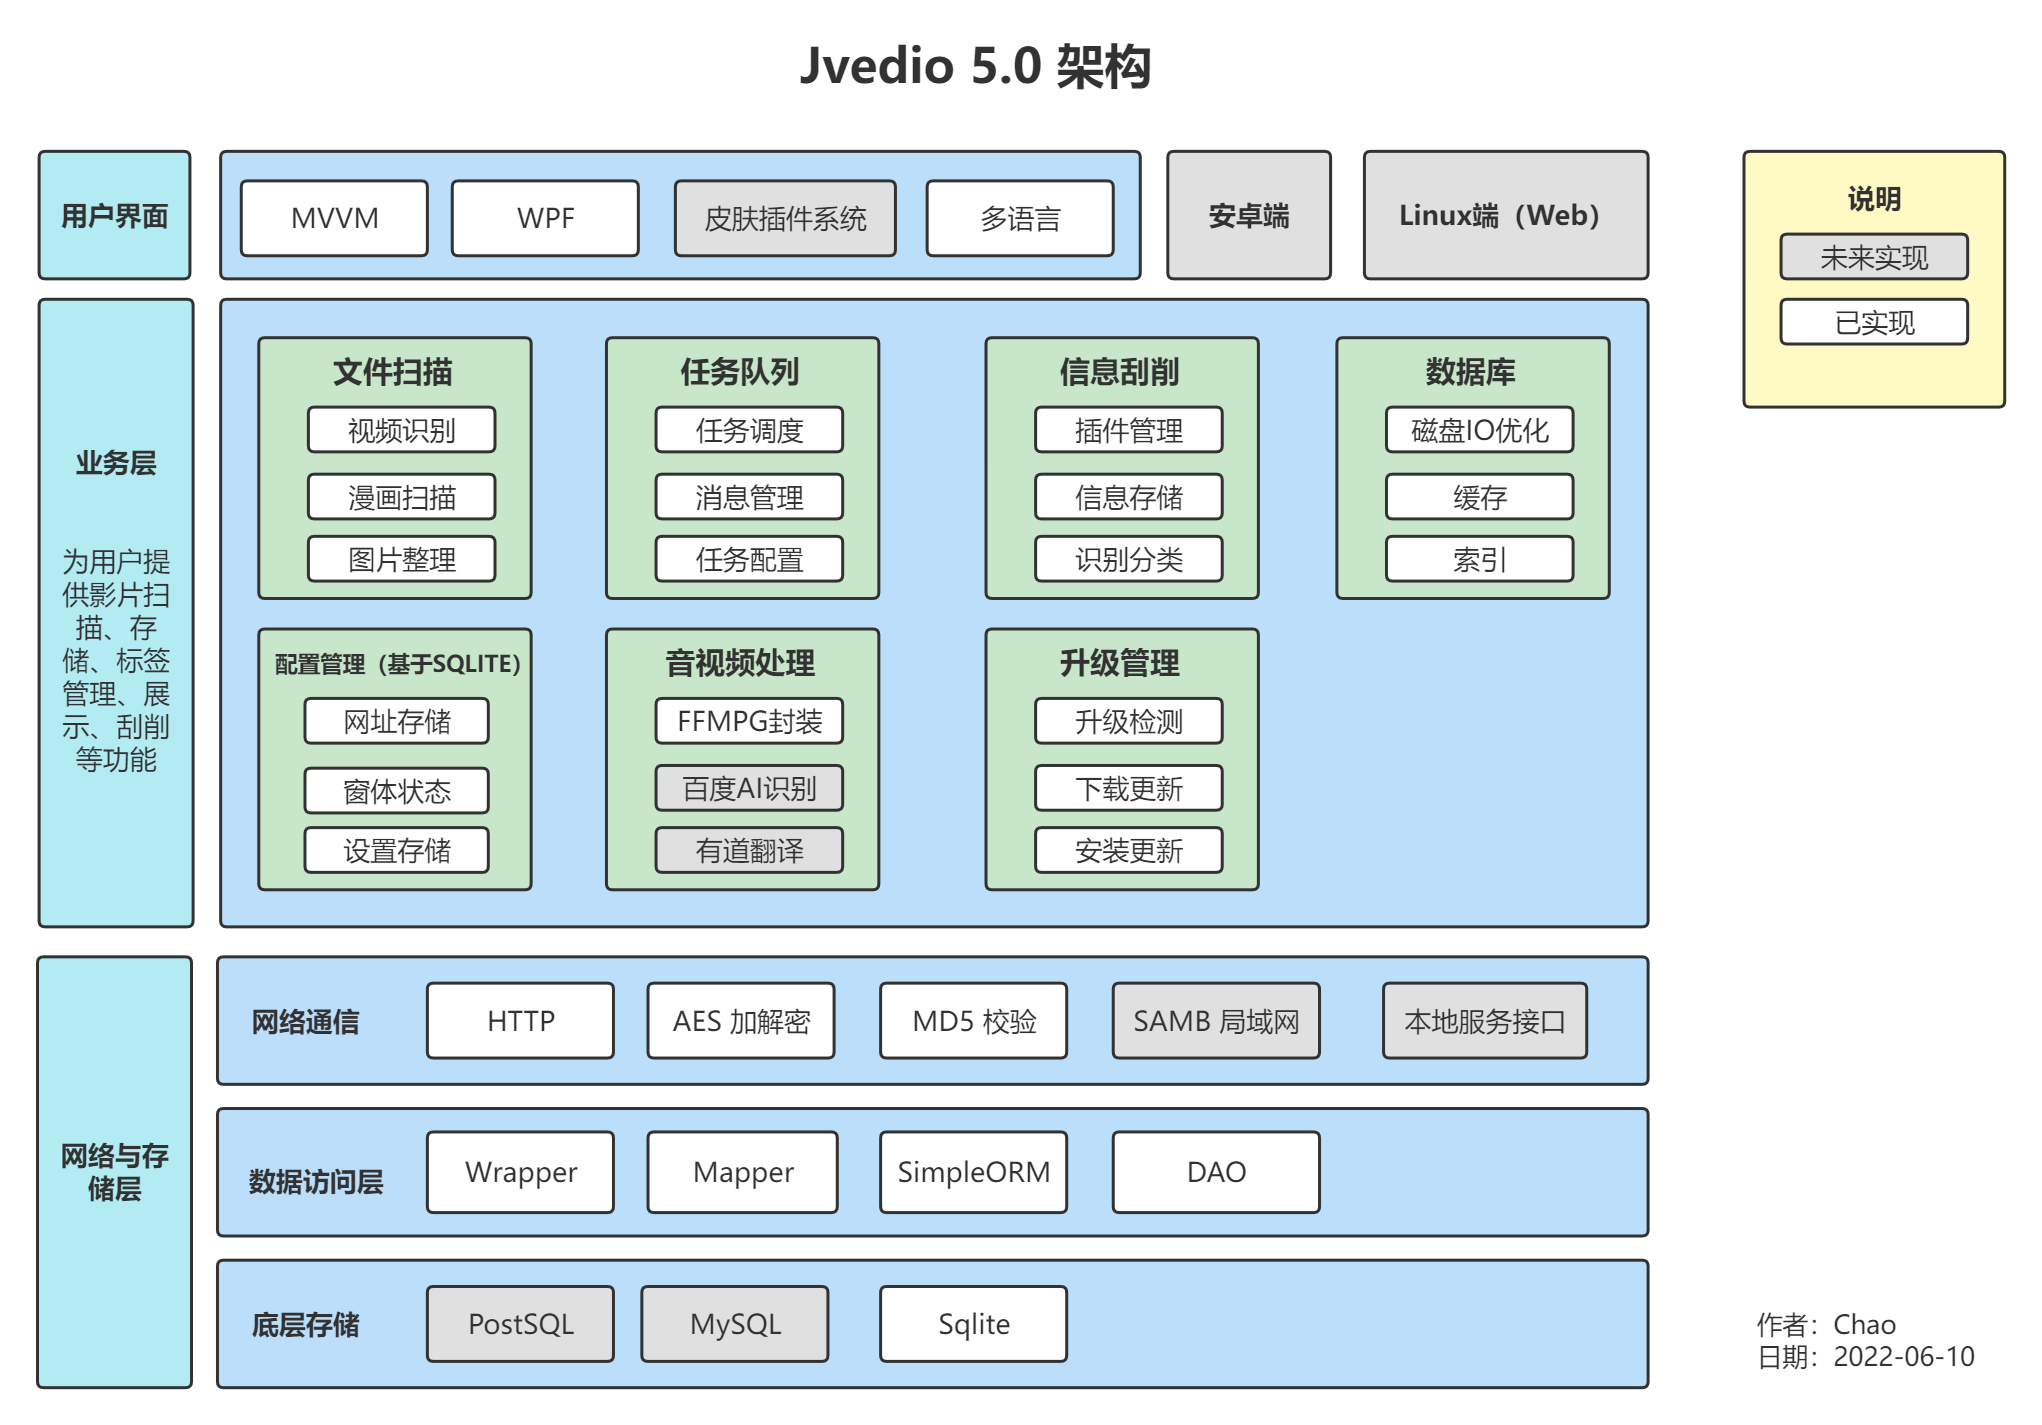 Jvedio 5.0 架构
用户界面
MVVM
WPF
皮肤插件系统
多语言
安卓端
Linux端（Web）
说明
未来实现
已实现
业务层
为用户提
供影片扫
描、存
储、标签
管理、展
示、刮削
等功能
文件扫描
视频识别
漫画扫描
图片整理
任务队列
任务调度
消息管理
任务配置
信息刮削
插件管理
信息存储
识别分类
数据库
磁盘IO优化
缓存
索引
配置管理（基于SQLITE）
网址存储
窗体状态
设置存储
音视频处理
FFMPG封装
百度AI识别
有道翻译
升级管理
升级检测
下载更新
安装更新
网络与存
储层
网络通信
HTTP
AES 加解密
MD5 校验
SAMB 局域网
本地服务接口
数据访问层
Wrapper
Mapper
SimpleORM
DAO
底层存储
PostSQL
MySQL
Sqlite
作者：Chao
日期：2022-06-10